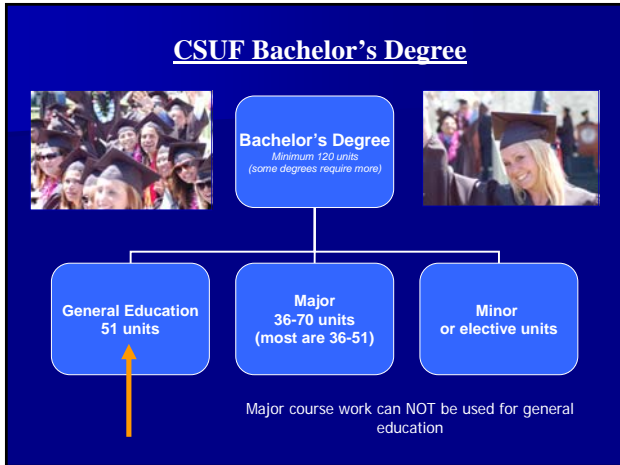 CSUF Bachelor's Degree
Bachelor's Degree
Minimum 120 units
(some degrees require more)
General Education
51 units
Major
36-70 units
(most are 36-51)
Minor
or elective units
Major course work can NOT be used for general
education